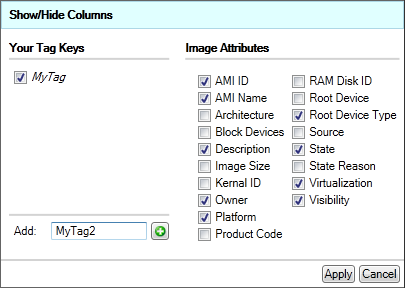 Show/Hide Columns
Your Tag Keys
MyTag
Add: MyTag2
Image Attributes
AMI ID
AMI Name
Architecture
Block Devices
Description
Image Size
Kernal ID
Owner
Platform
Product Code
RAM Disk ID
Root Device
Root Device Type
Source
State
State Reason
Virtualization
Visibility
Apply Cancel